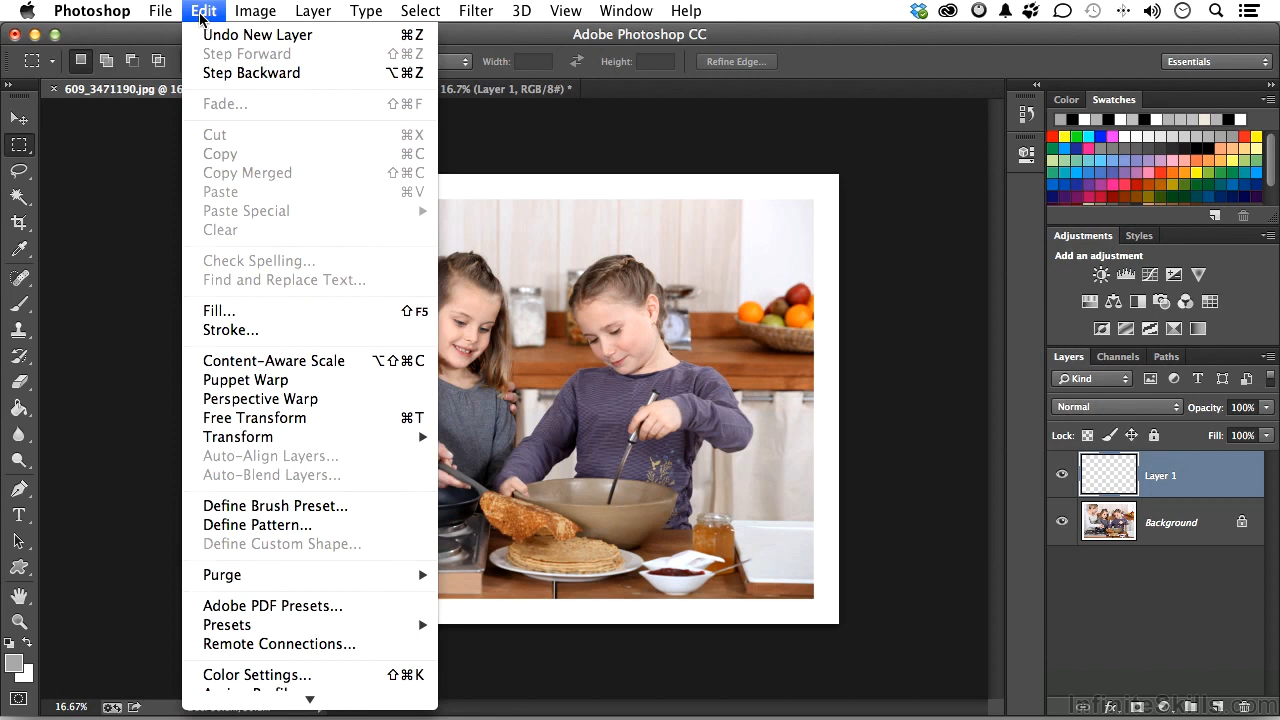 Photoshop File Edit Image Layer Type Select Filter 3D View Window Help
Adobe Photoshop CC
Width: Height: Refine Edge... Essentials
609_3471190.jpg @ 16 16.7% (Layer 1, RGB/8#) *
Undo New Layer ⌘Z
Step Forward ⇧⌘Z
Step Backward ⌥⌘Z
Fade... ⇧⌘F
Cut ⌘X
Copy ⌘C
Copy Merged ⇧⌘C
Paste ⌘V
Paste Special
Clear
Check Spelling...
Find and Replace Text...
Fill... ⇧F5
Stroke...
Content-Aware Scale ⌥⇧⌘C
Puppet Warp
Perspective Warp
Free Transform ⌘T
Transform
Auto-Align Layers...
Auto-Blend Layers...
Define Brush Preset...
Define Pattern...
Define Custom Shape...
Purge
Adobe PDF Presets...
Presets
Remote Connections...
Color Settings... ⇧⌘K
16.67%
Color Swatches
Adjustments Styles
Add an adjustment
Layers Channels Paths
Kind
Normal Opacity: 100%
Lock: Fill: 100%
Layer 1
Background
InfiniteSkills.com